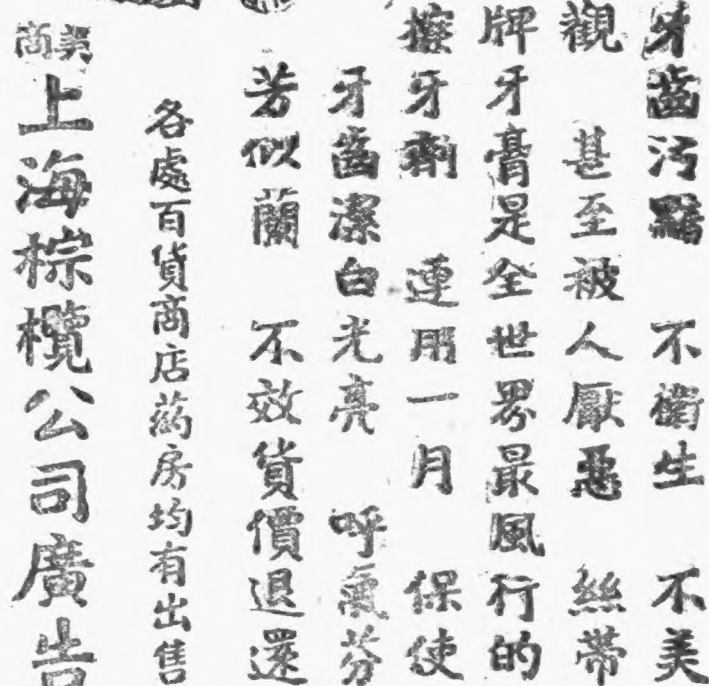 牙齒污黯　不衛生　不美
觀　甚至被人厭惡　絲帶
牌牙膏是全世界最風行的
擦牙劑　連用一月　保使
牙齒潔白光亮　呼氣芬
芳似蘭　不效貨價退還
各處百貨商店葯房均有出售
美商
上海棕欖公司廣告